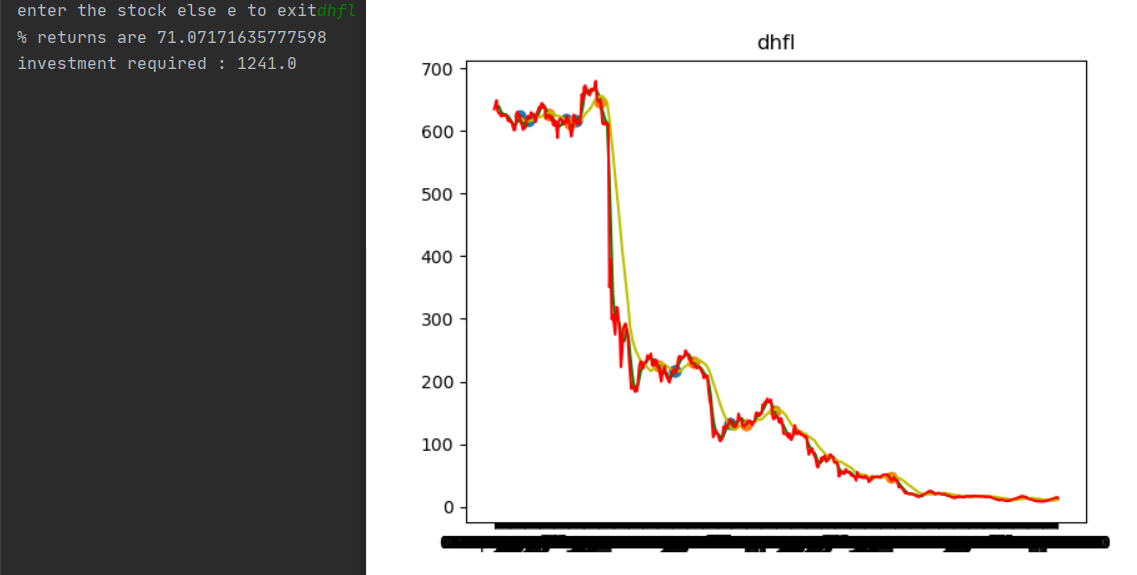 enter the stock else e to exitdhfl
% returns are 71.07171635777598
investment required : 1241.0
dhfl
700
600
500
400
300
200
100
0